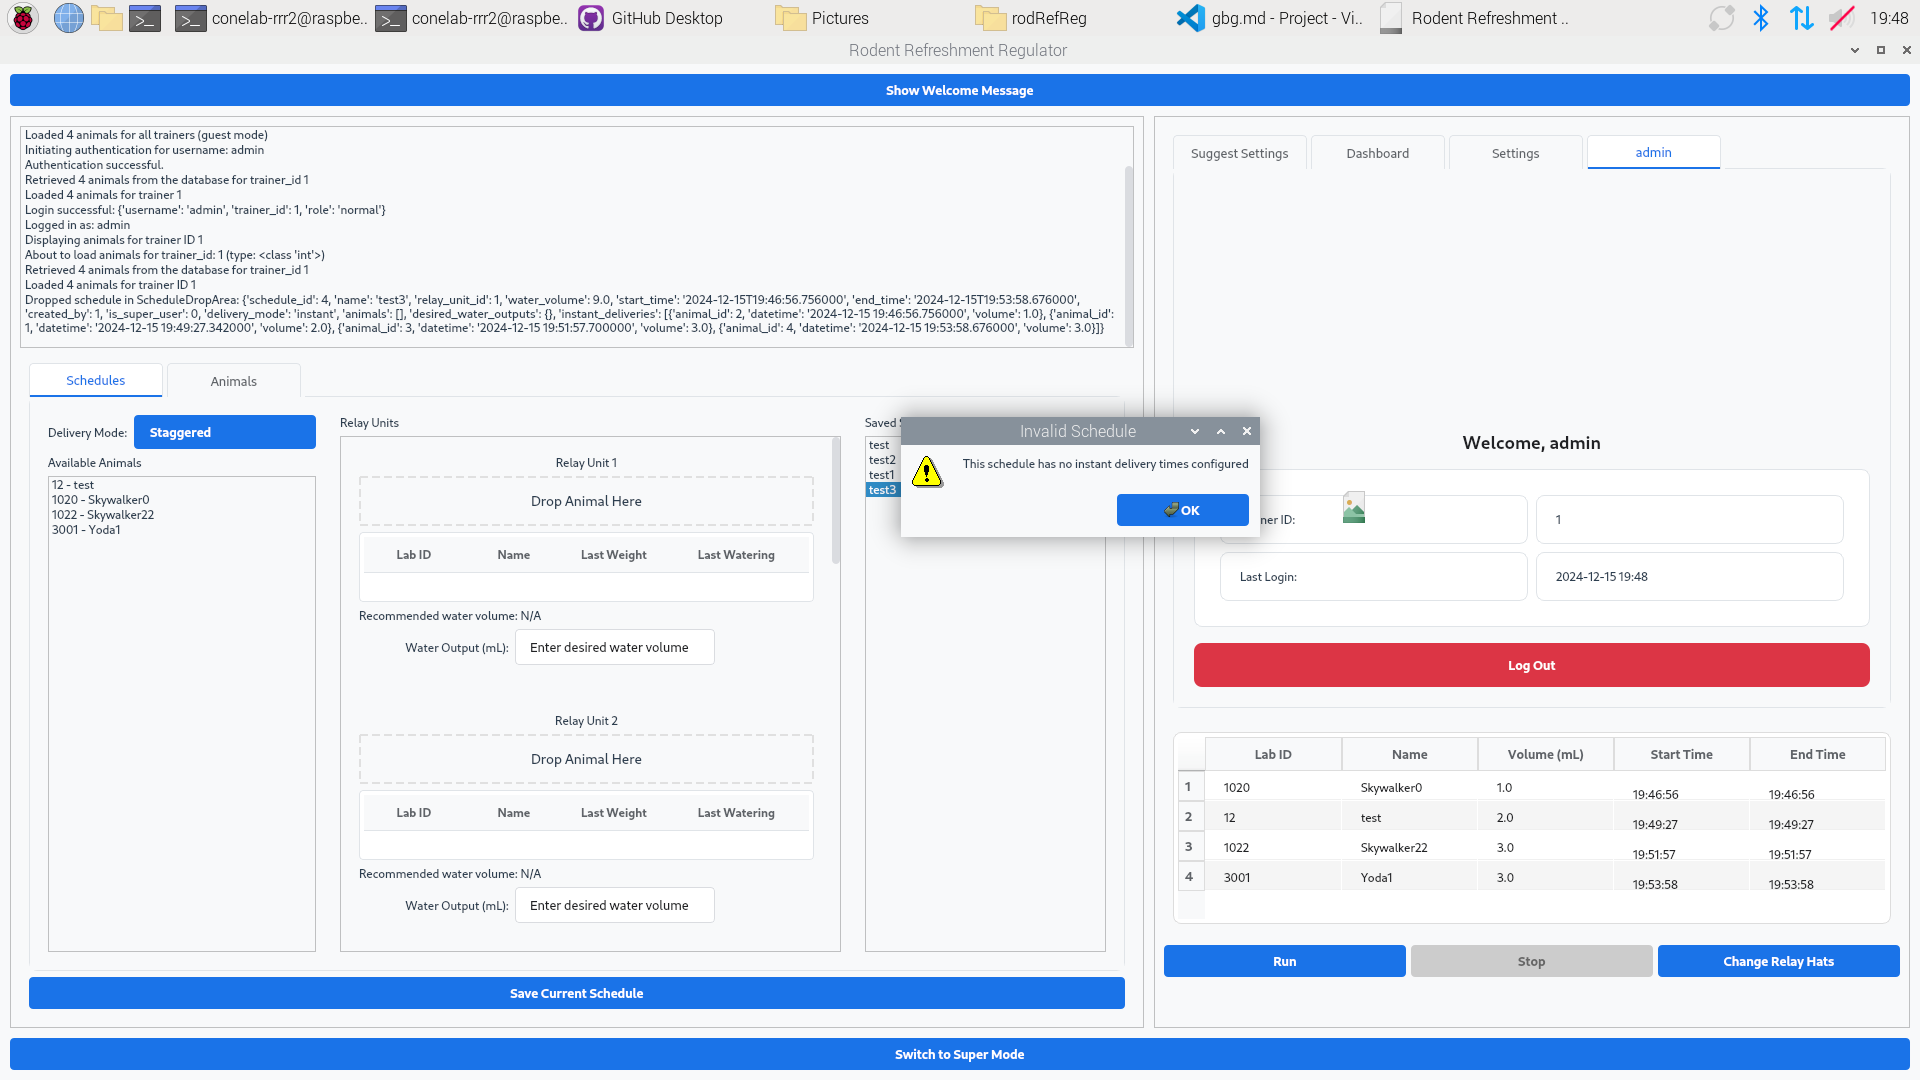 conelab-rrr2@raspbe..
conelab-rrr2@raspbe..
GitHub Desktop
Pictures
rodRefReg
gbg.md - Project - Vi..
Rodent Refreshment ..
19:48
Rodent Refreshment Regulator
Show Welcome Message
Loaded 4 animals for all trainers (guest mode)
Initiating authentication for username: admin
Authentication successful.
Retrieved 4 animals from the database for trainer_id 1
Loaded 4 animals for trainer 1
Login successful: {'username': 'admin', 'trainer_id': 1, 'role': 'normal'}
Logged in as: admin
Displaying animals for trainer ID 1
About to load animals for trainer_id: 1 (type: <class 'int'>)
Retrieved 4 animals from the database for trainer_id 1
Loaded 4 animals for trainer ID 1
Dropped schedule in ScheduleDropArea: {'schedule_id': 4, 'name': 'test3', 'relay_unit_id': 1, 'water_volume': 9.0, 'start_time': '2024-12-15T19:46:56.756000', 'end_time': '2024-12-15T19:53:58.676000',
'created_by': 1, 'is_super_user': 0, 'delivery_mode': 'instant', 'animals': [], 'desired_water_outputs': {}, 'instant_deliveries': [{'animal_id': 2, 'datetime': '2024-12-15 19:46:56.756000', 'volume': 1.0}, {'animal_id':
1, 'datetime': '2024-12-15 19:49:27.342000', 'volume': 2.0}, {'animal_id': 3, 'datetime': '2024-12-15 19:51:57.700000', 'volume': 3.0}, {'animal_id': 4, 'datetime': '2024-12-15 19:53:58.676000', 'volume': 3.0}]}
Schedules
Animals
Delivery Mode:
Staggered
Available Animals
12 - test
1020 - Skywalker0
1022 - Skywalker22
3001 - Yoda1
Relay Units
Relay Unit 1
Drop Animal Here
Lab ID Name Last Weight Last Watering
Recommended water volume: N/A
Water Output (mL): Enter desired water volume
Relay Unit 2
Drop Animal Here
Lab ID Name Last Weight Last Watering
Recommended water volume: N/A
Water Output (mL): Enter desired water volume
Saved
test
test2
test1
test3
Save Current Schedule
Invalid Schedule
This schedule has no instant delivery times configured
OK
Suggest Settings
Dashboard
Settings
admin
Welcome, admin
ner ID: 1
Last Login: 2024-12-15 19:48
Log Out
Lab ID Name Volume (mL) Start Time End Time
1 1020 Skywalker0 1.0 19:46:56 19:46:56
2 12 test 2.0 19:49:27 19:49:27
3 1022 Skywalker22 3.0 19:51:57 19:51:57
4 3001 Yoda1 3.0 19:53:58 19:53:58
Run
Stop
Change Relay Hats
Switch to Super Mode